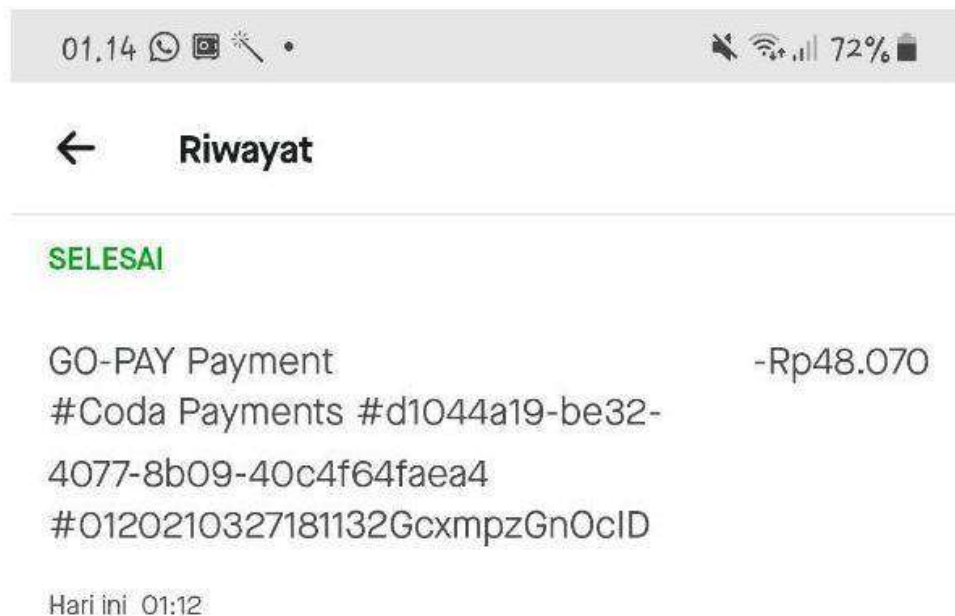 01.14
72%
Riwayat
SELESAI
GO-PAY Payment -Rp48.070
#Coda Payments #d1044a19-be32-
4077-8b09-40c4f64faea4
#0120210327181132GcxmpzGnOcID
Hari ini 01:12